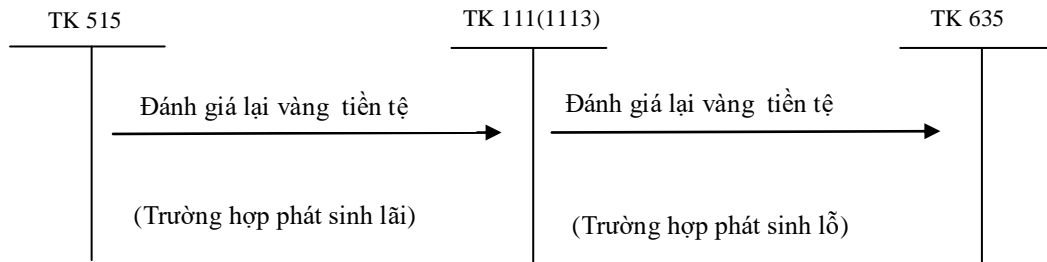 TK 515
TK 111(1113)
TK 635
Đánh giá lại vàng tiền tệ
Đánh giá lại vàng tiền tệ
(Trường hợp phát sinh lãi)
(Trường hợp phát sinh lỗ)